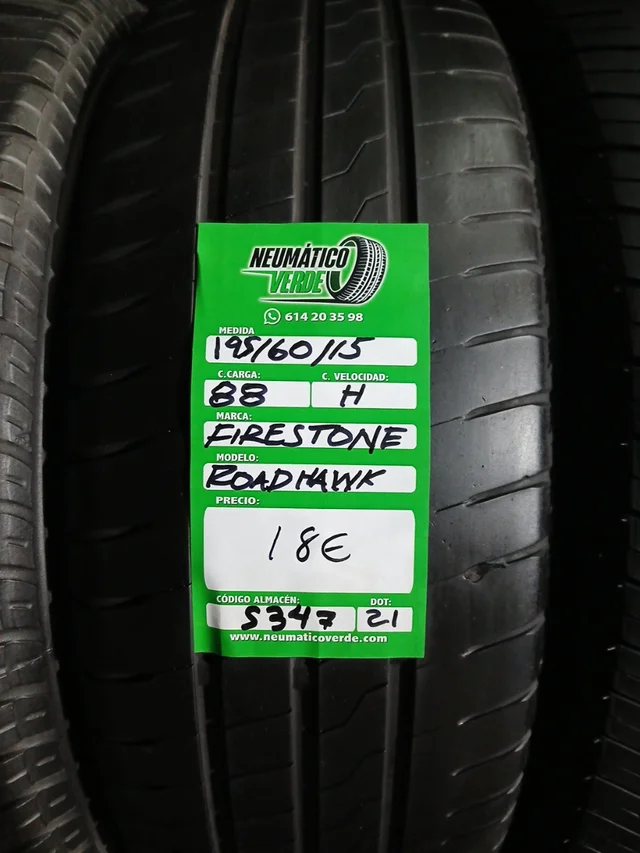 NEUMÁTICO
VERDE
614 20 35 98
MEDIDA
195/60/15
C.CARGA: C. VELOCIDAD:
88 H
MARCA:
FIRESTONE
MODELO:
ROADHAWK
PRECIO:
18€
CÓDIGO ALMACÉN: DOT:
S347 21
www.neumaticoverde.com